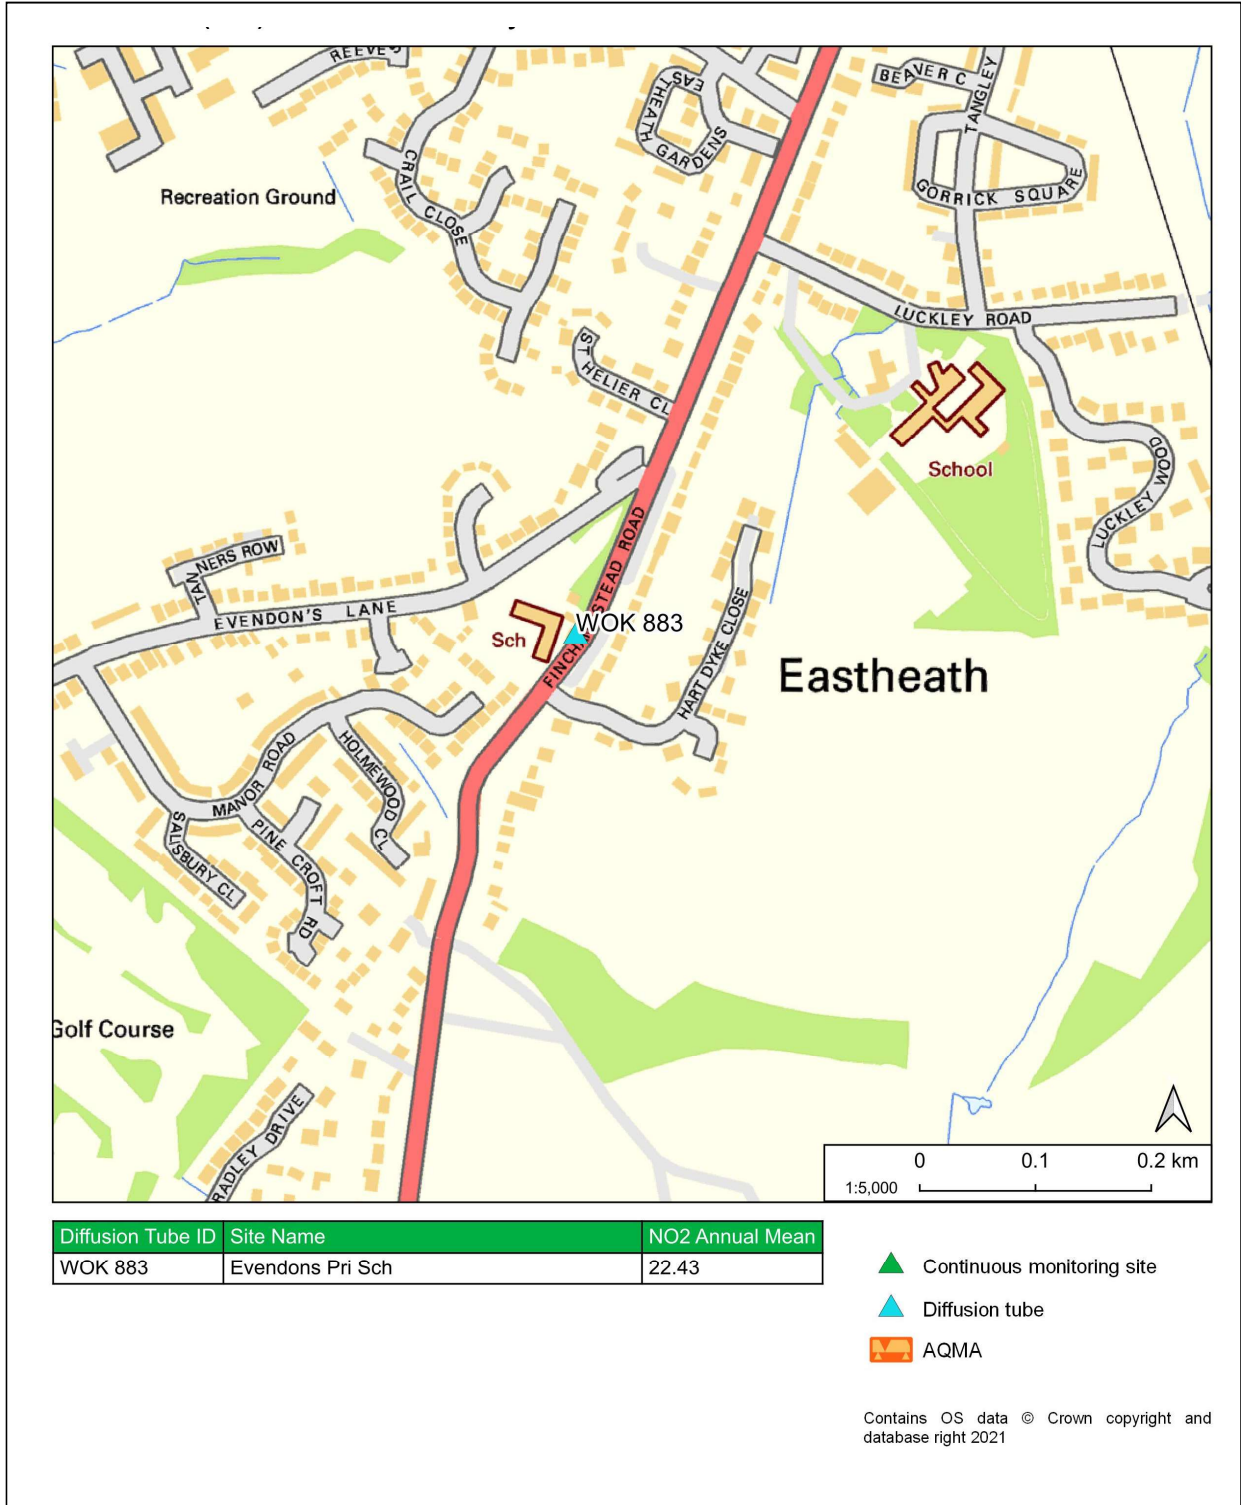 REEVES
EASTHEATH GARDENS
BEAVER C
TANGLEY
GORRICK SQUARE
CRAIL CLOSE
Recreation Ground
LUCKLEY ROAD
ST HELIER CL
School
LUCKLEY WOOD
TANNERS ROW
EVENDON'S LANE
Sch
WOK 883
HART DYKE CLOSE
Eastheath
MANOR ROAD
HOLMEWOOD CL
SALISBURY CL
PINE CROFT RD
Golf Course
RADLEY DRIVE
0 0.1 0.2 km
1:5,000
Diffusion Tube ID Site Name NO2 Annual Mean
WOK 883 Evendons Pri Sch 22.43
Continuous monitoring site
Diffusion tube
AQMA
Contains OS data © Crown copyright and
database right 2021